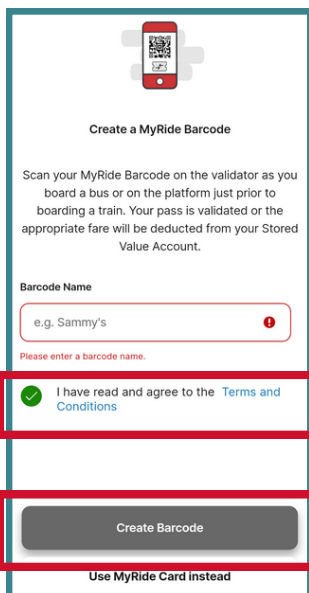 Create a MyRide Barcode
Scan your MyRide Barcode on the validator as you
board a bus or on the platform just prior to
boarding a train. Your pass is validated or the
appropriate fare will be deducted from your Stored
Value Account.
Barcode Name
e.g. Sammy's
Please enter a barcode name.
I have read and agree to the Terms and
Conditions
Create Barcode
Use MyRide Card instead